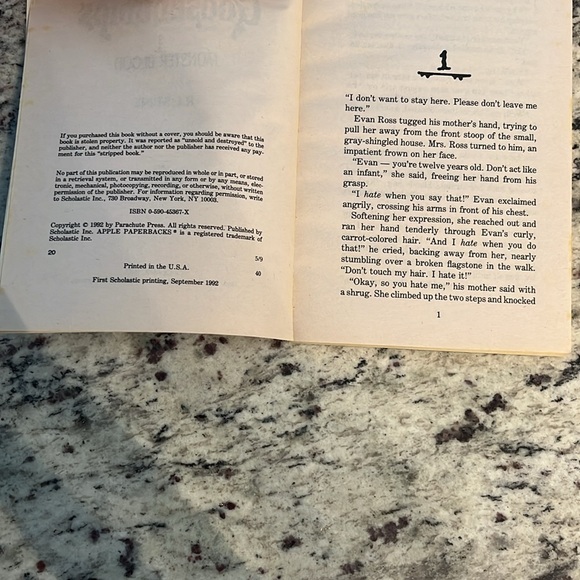 If you purchased this book without a cover, you should be aware that this
book is stolen property. It was reported as "unsold and destroyed" to the
publisher, and neither the author nor the publisher has received any pay-
ment for this "stripped book."
No part of this publication may be reproduced in whole or in part, or stored
in a retrieval system, or transmitted in any form or by any means, elec-
tronic, mechanical, photocopying, recording, or otherwise, without written
permission of the publisher. For information regarding permission, write
to Scholastic Inc., 730 Broadway, New York, NY 10003.
ISBN 0-590-45367-X
Copyright © 1992 by Parachute Press. All rights reserved. Published by
Scholastic Inc. APPLE PAPERBACKS ® is a registered trademark of
Scholastic Inc.
20
5/9
Printed in the U.S.A.
40
First Scholastic printing, September 1992
1
"I don't want to stay here. Please don't leave me
here."
Evan Ross tugged his mother's hand, trying to
pull her away from the front stoop of the small,
gray-shingled house. Mrs. Ross turned to him, an
impatient frown on her face.
"Evan — you're twelve years old. Don't act like
an infant," she said, freeing her hand from his
grasp.
"I hate when you say that!" Evan exclaimed
angrily, crossing his arms in front of his chest.
Softening her expression, she reached out and
ran her hand tenderly through Evan's curly,
carrot-colored hair. "And I hate when you do
that!" he cried, backing away from her, nearly
stumbling over a broken flagstone in the walk.
"Don't touch my hair. I hate it!"
"Okay, so you hate me," his mother said with
a shrug. She climbed up the two steps and knocked
1